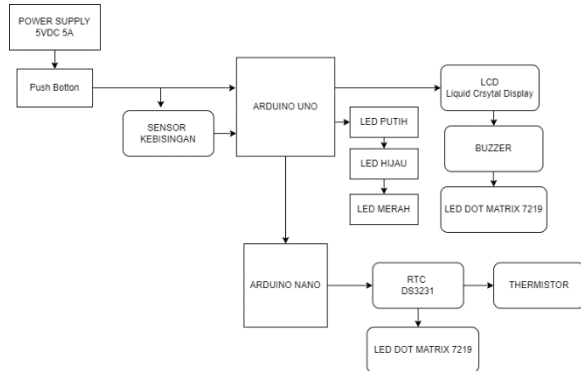 POWER SUPPLY
5VDC 5A
Push Botton
SENSOR
KEBISINGAN
ARDUINO UNO
LED PUTIH
LED HIJAU
LED MERAH
LCD
Liquid Crsytal Display
BUZZER
LED DOT MATRIX 7219
ARDUINO NANO
RTC
DS3231
THERMISTOR
LED DOT MATRIX 7219